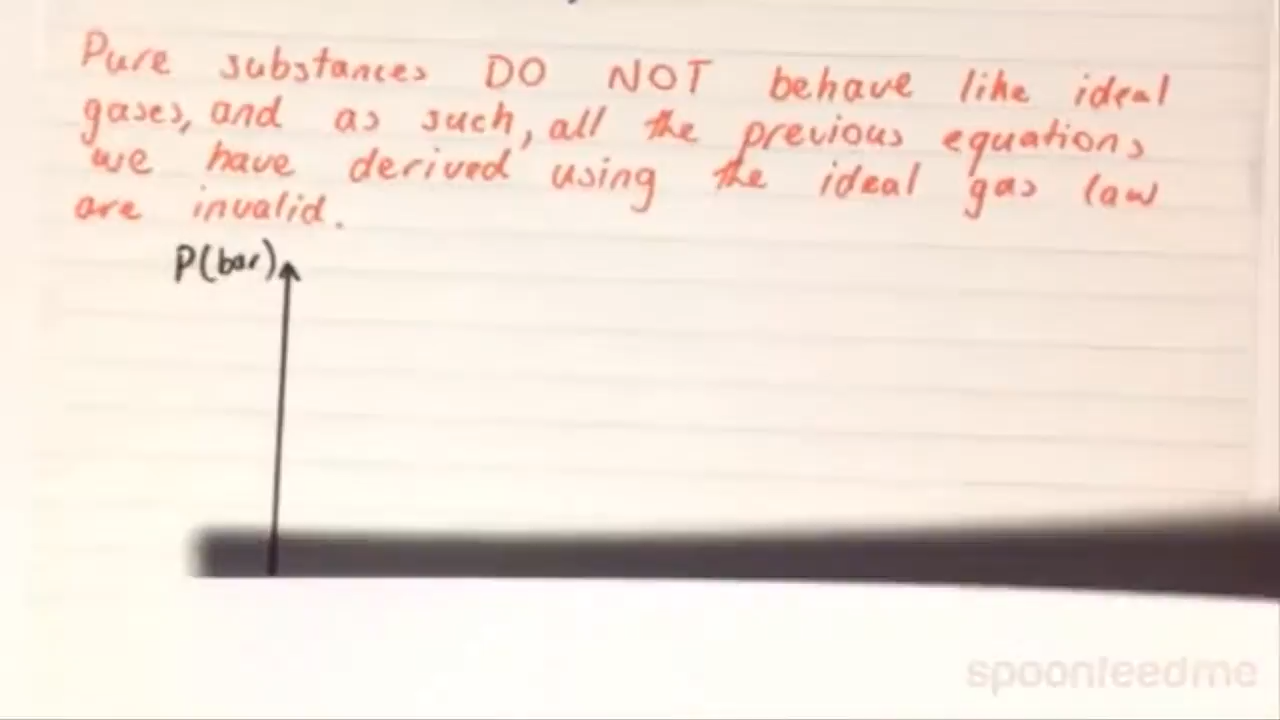 Pure substances DO NOT behave like ideal
gases, and as such, all the previous equations
we have derived using the ideal gas law
are invalid.
P(bar)
spoonfeedme